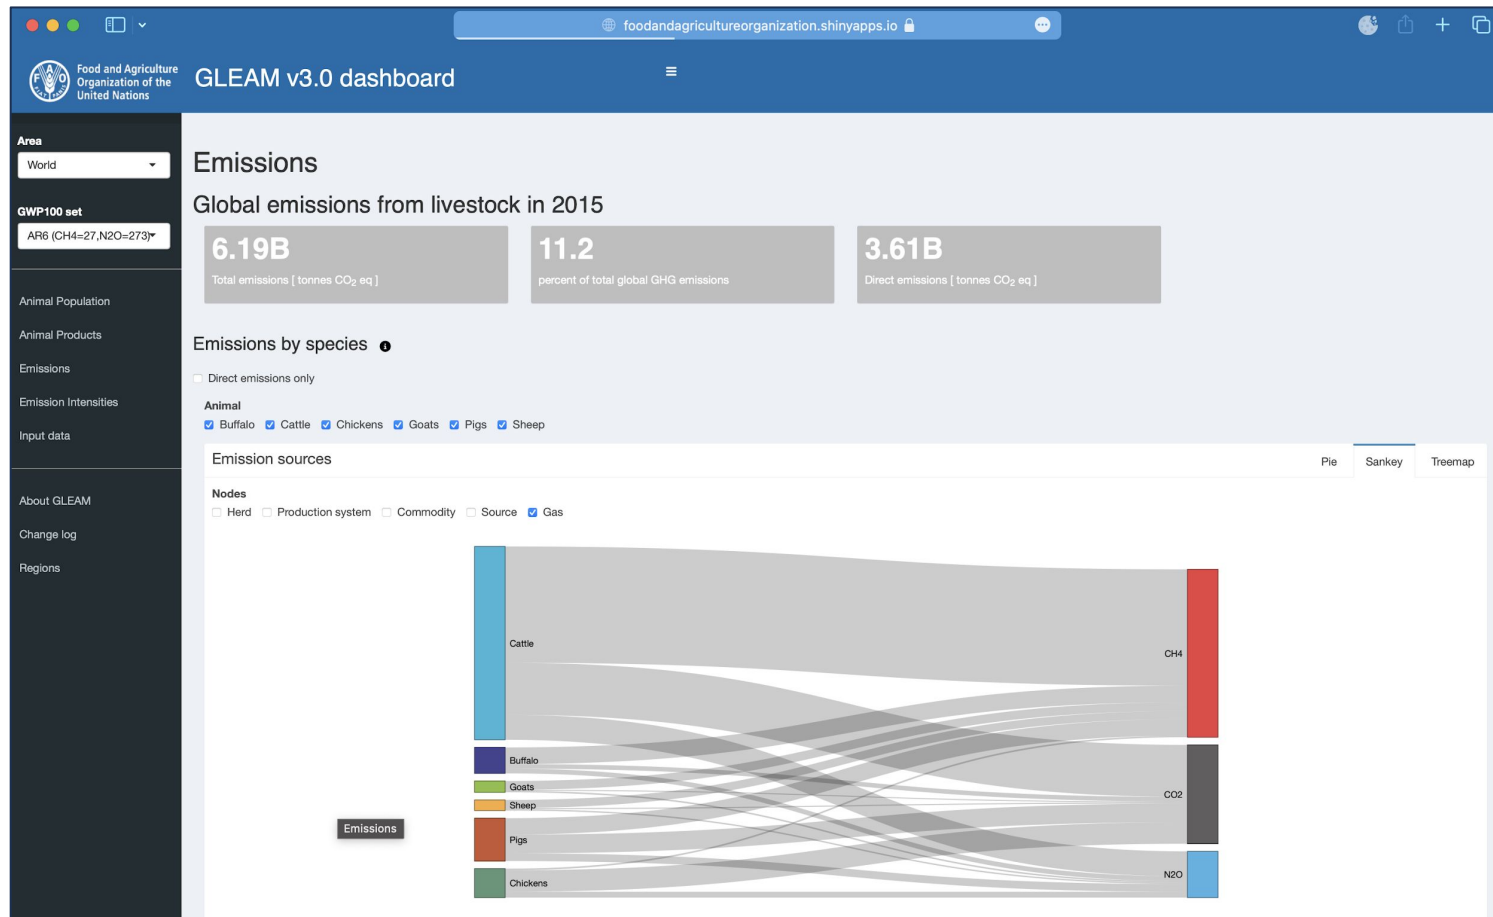 foodandagricultureorganization.shinyapps.io
Food and Agriculture
Organization of the
United Nations
GLEAM v3.0 dashboard
Area
World
GWP100 set
AR6 (CH4=27,N2O=273)
Animal Population
Animal Products
Emissions
Emission Intensities
Input data
About GLEAM
Change log
Regions
Emissions
Global emissions from livestock in 2015
6.19B
Total emissions [ tonnes CO2 eq ]
11.2
percent of total global GHG emissions
3.61B
Direct emissions [ tonnes CO2 eq ]
Emissions by species
Direct emissions only
Animal
Buffalo Cattle Chickens Goats Pigs Sheep
Emission sources
Pie Sankey Treemap
Nodes
Herd Production system Commodity Source Gas
Cattle
Buffalo
Goats
Sheep
Pigs
Chickens
CH4
CO2
N2O
Emissions